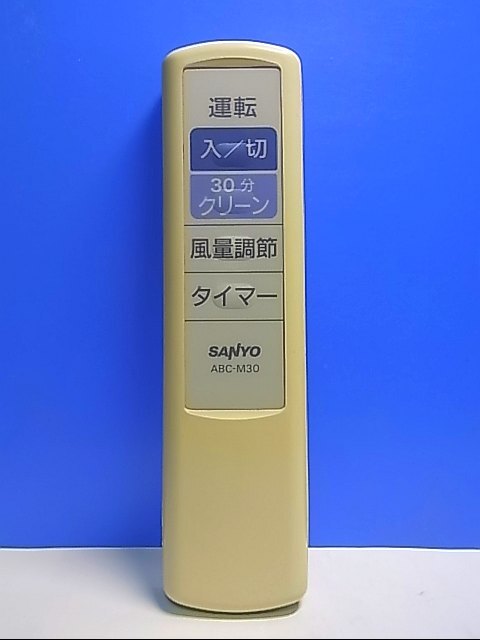 運転
入／切
30分
クリーン
風量調節
タイマー
SANYO
ABC-M30